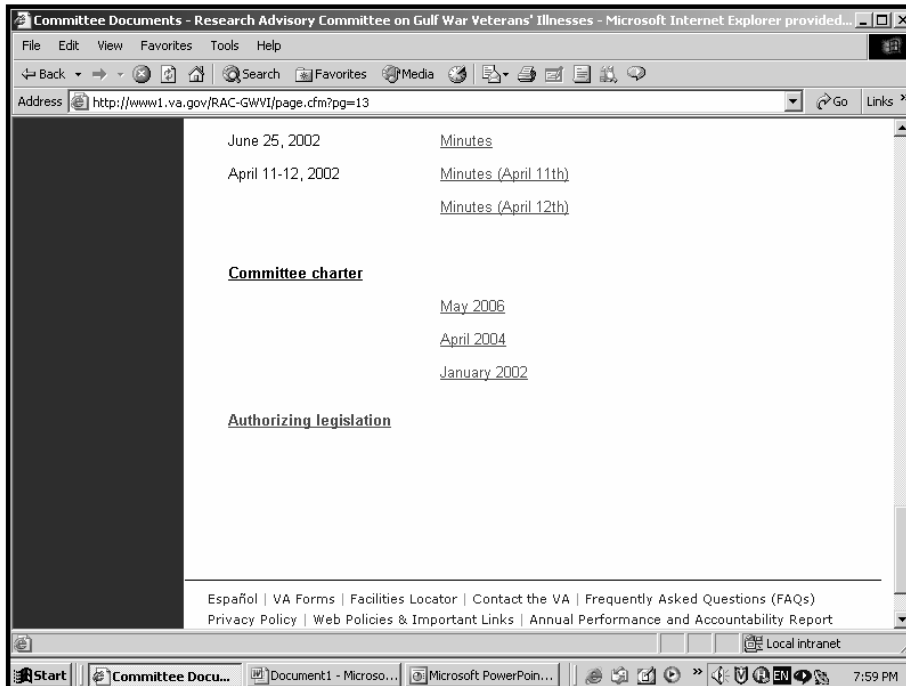 Committee Documents - Research Advisory Committee on Gulf War Veterans' Illnesses - Microsoft Internet Explorer provided...
File Edit View Favorites Tools Help
Back Search Favorites Media
Address http://www1.va.gov/RAC-GWVI/page.cfm?pg=13 Go Links »
June 25, 2002 Minutes
April 11-12, 2002 Minutes (April 11th)
Minutes (April 12th)
Committee charter
May 2006
April 2004
January 2002
Authorizing legislation
Español | VA Forms | Facilities Locator | Contact the VA | Frequently Asked Questions (FAQs)
Privacy Policy | Web Policies & Important Links | Annual Performance and Accountability Report
Local intranet
Start Committee Docu... Document1 - Microso... Microsoft PowerPoin... » EN 7:59 PM